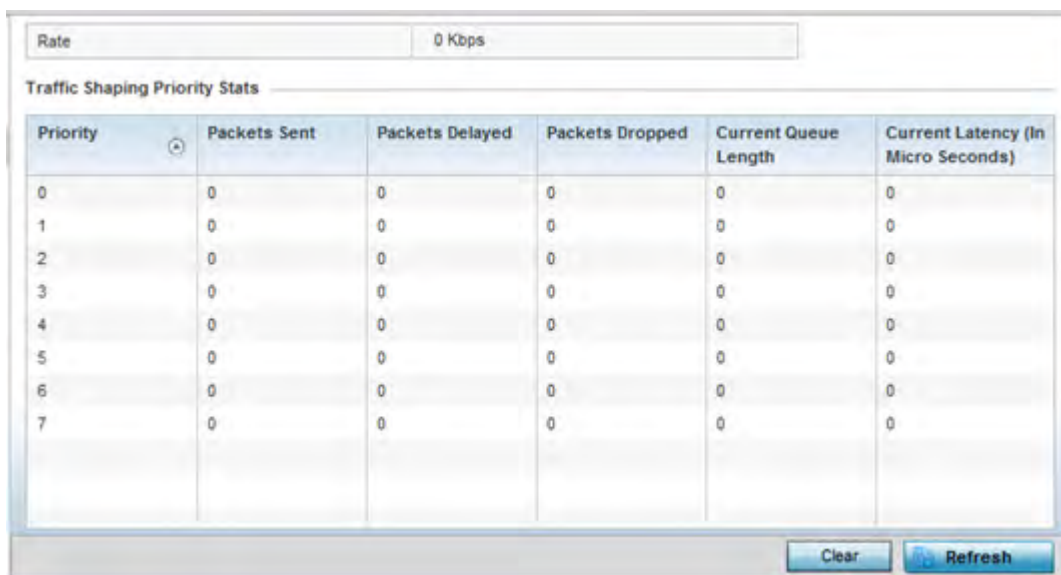 Rate 0 Kbps
Traffic Shaping Priority Stats
Priority Packets Sent Packets Delayed Packets Dropped Current Queue Length Current Latency (In Micro Seconds)
0 0 0 0 0 0
1 0 0 0 0 0
2 0 0 0 0 0
3 0 0 0 0 0
4 0 0 0 0 0
5 0 0 0 0 0
6 0 0 0 0 0
7 0 0 0 0 0
Clear Refresh